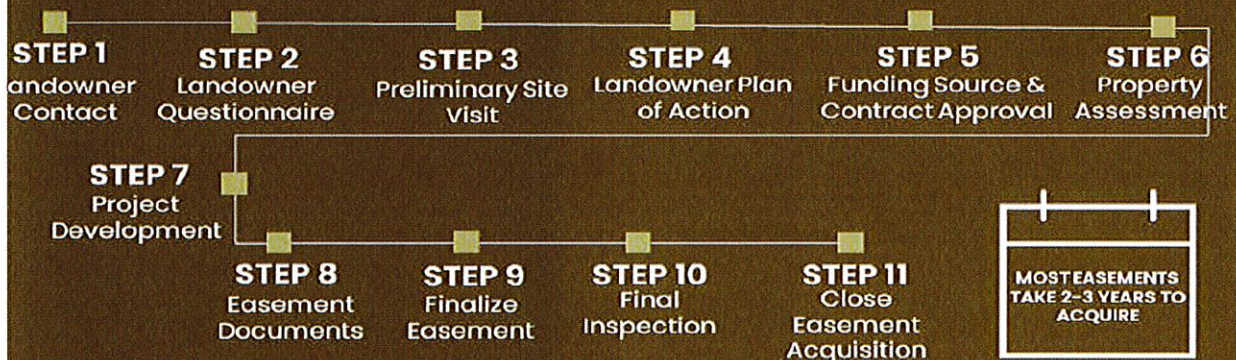 STEP 1
andowner
Contact
STEP 2
Landowner
Questionnaire
STEP 3
Preliminary Site
Visit
STEP 4
Landowner Plan
of Action
STEP 5
Funding Source &
Contract Approval
STEP 6
Property
Assessment
STEP 7
Project
Development
STEP 8
Easement
Documents
STEP 9
Finalize
Easement
STEP 10
Final
Inspection
STEP 11
Close
Easement
Acquisition
MOST EASEMENTS
TAKE 2-3 YEARS TO
ACQUIRE